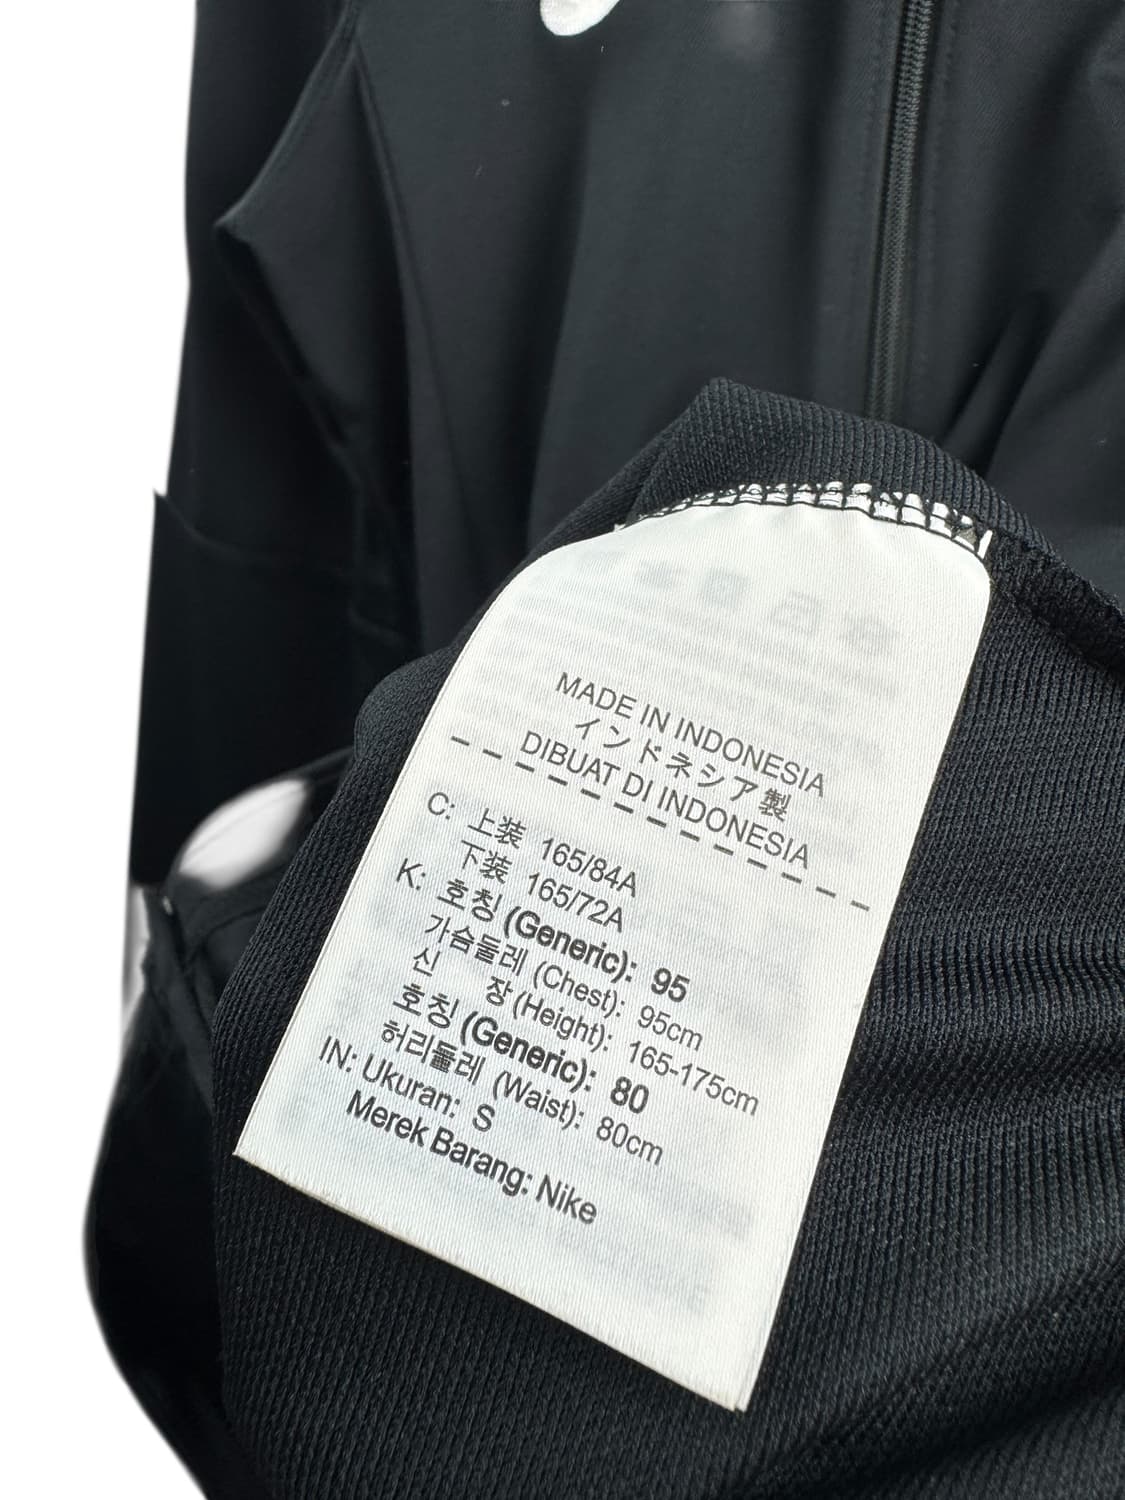 MADE IN INDONESIA
インドネシア製
DIBUAT DI INDONESIA
C: 上装 165/84A
下装 165/72A
K: 호칭 (Generic): 95
가슴둘레 (Chest): 95cm
신 장 (Height): 165-175cm
호칭 (Generic): 80
허리둘레 (Waist): 80cm
IN: Ukuran: S
Merek Barang: Nike